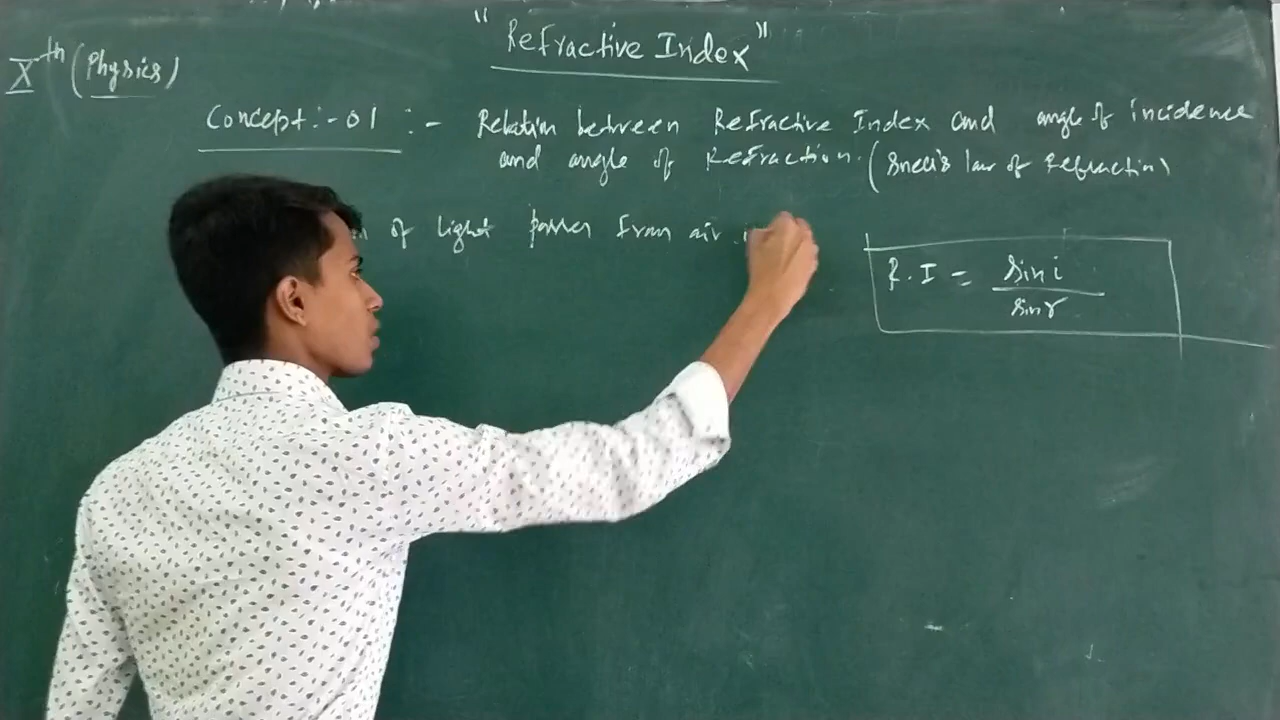 "Refractive Index"
Xth (Physics)
Concept :- 01 :- Relation between Refractive Index and angle of incidence
and angle of Refraction. (Snell's law of Refraction)
of light passes from air
R.I = sin i
sin r